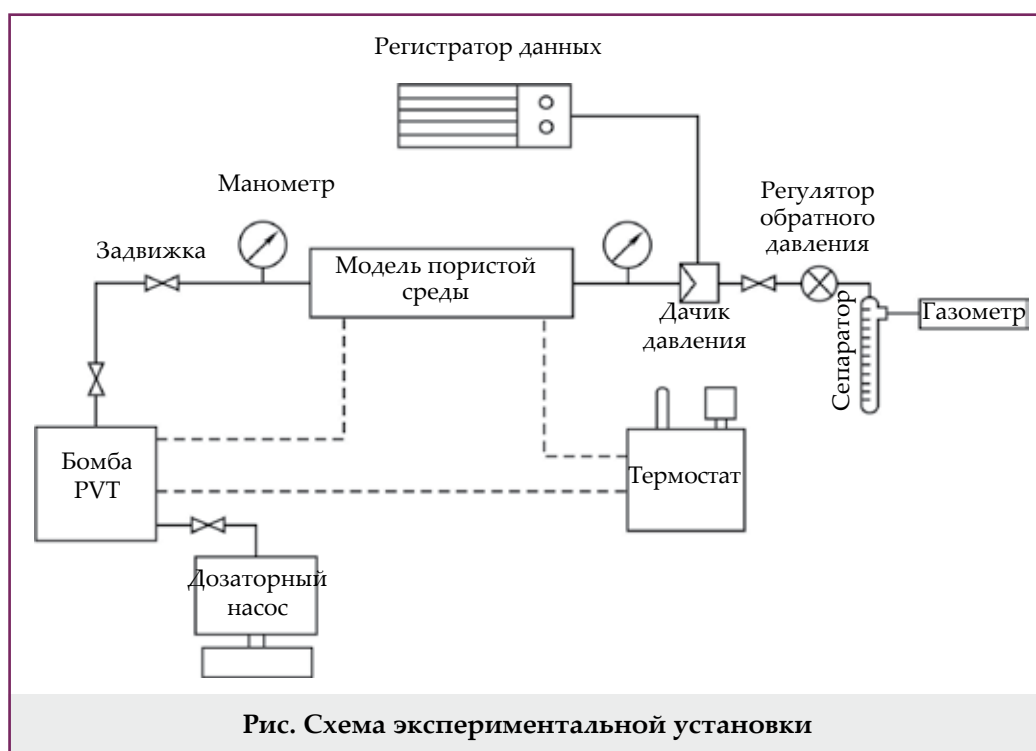 Регистратор данных
Манометр
Регулятор
обратного
давления
Задвижка
Модель пористой
среды
Дачик
давления
Сепаратор
Газометр
Бомба
PVT
Термостат
Дозаторный
насос
Рис. Схема экспериментальной установки